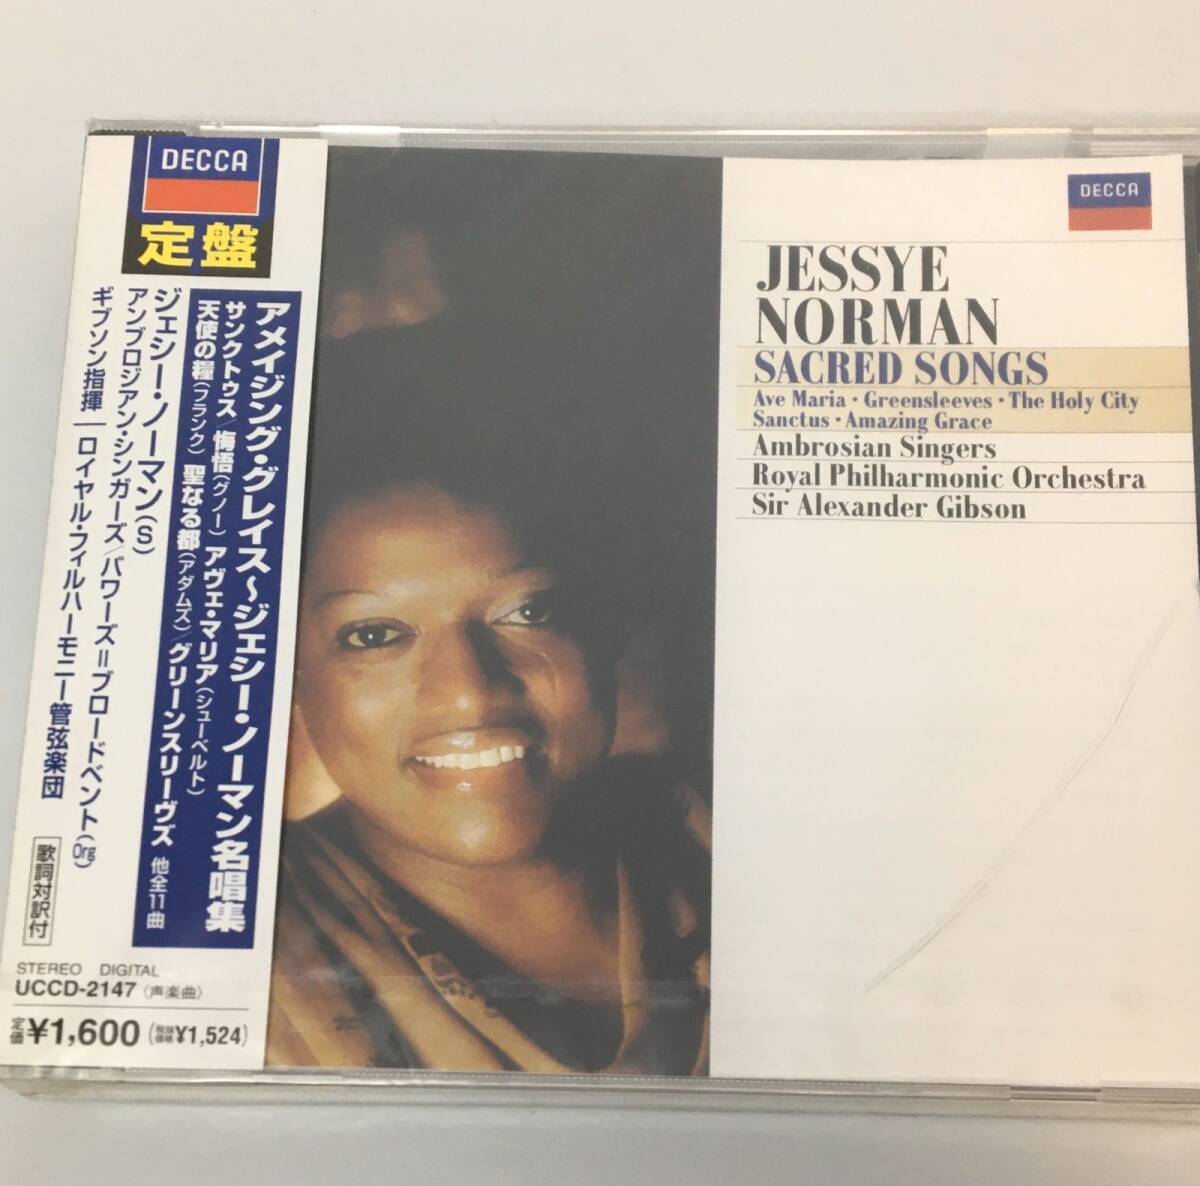 DECCA
定盤
アメイジング・グレイス〜ジェシー・ノーマン名唱集
サンクトゥス/悔悟(グノー) アヴェ・マリア(シューベルト)
天使の糧(フランク) 聖なる都(アダムズ)/グリーンスリーヴズ 他全11曲
ジェシー・ノーマン(S)
アンブロジアン・シンガーズ/パワーズ=ブロードベント(Org)
ギブソン指揮 ロイヤル・フィルハーモニー管弦楽団
歌詞対訳付
STEREO DIGITAL
UCCD-2147〈声楽曲〉
定価¥1,600(税抜価格¥1,524)
DECCA
JESSYE
NORMAN
SACRED SONGS
Ave Maria・Greensleeves・The Holy City
Sanctus・Amazing Grace
Ambrosian Singers
Royal Philharmonic Orchestra
Sir Alexander Gibson